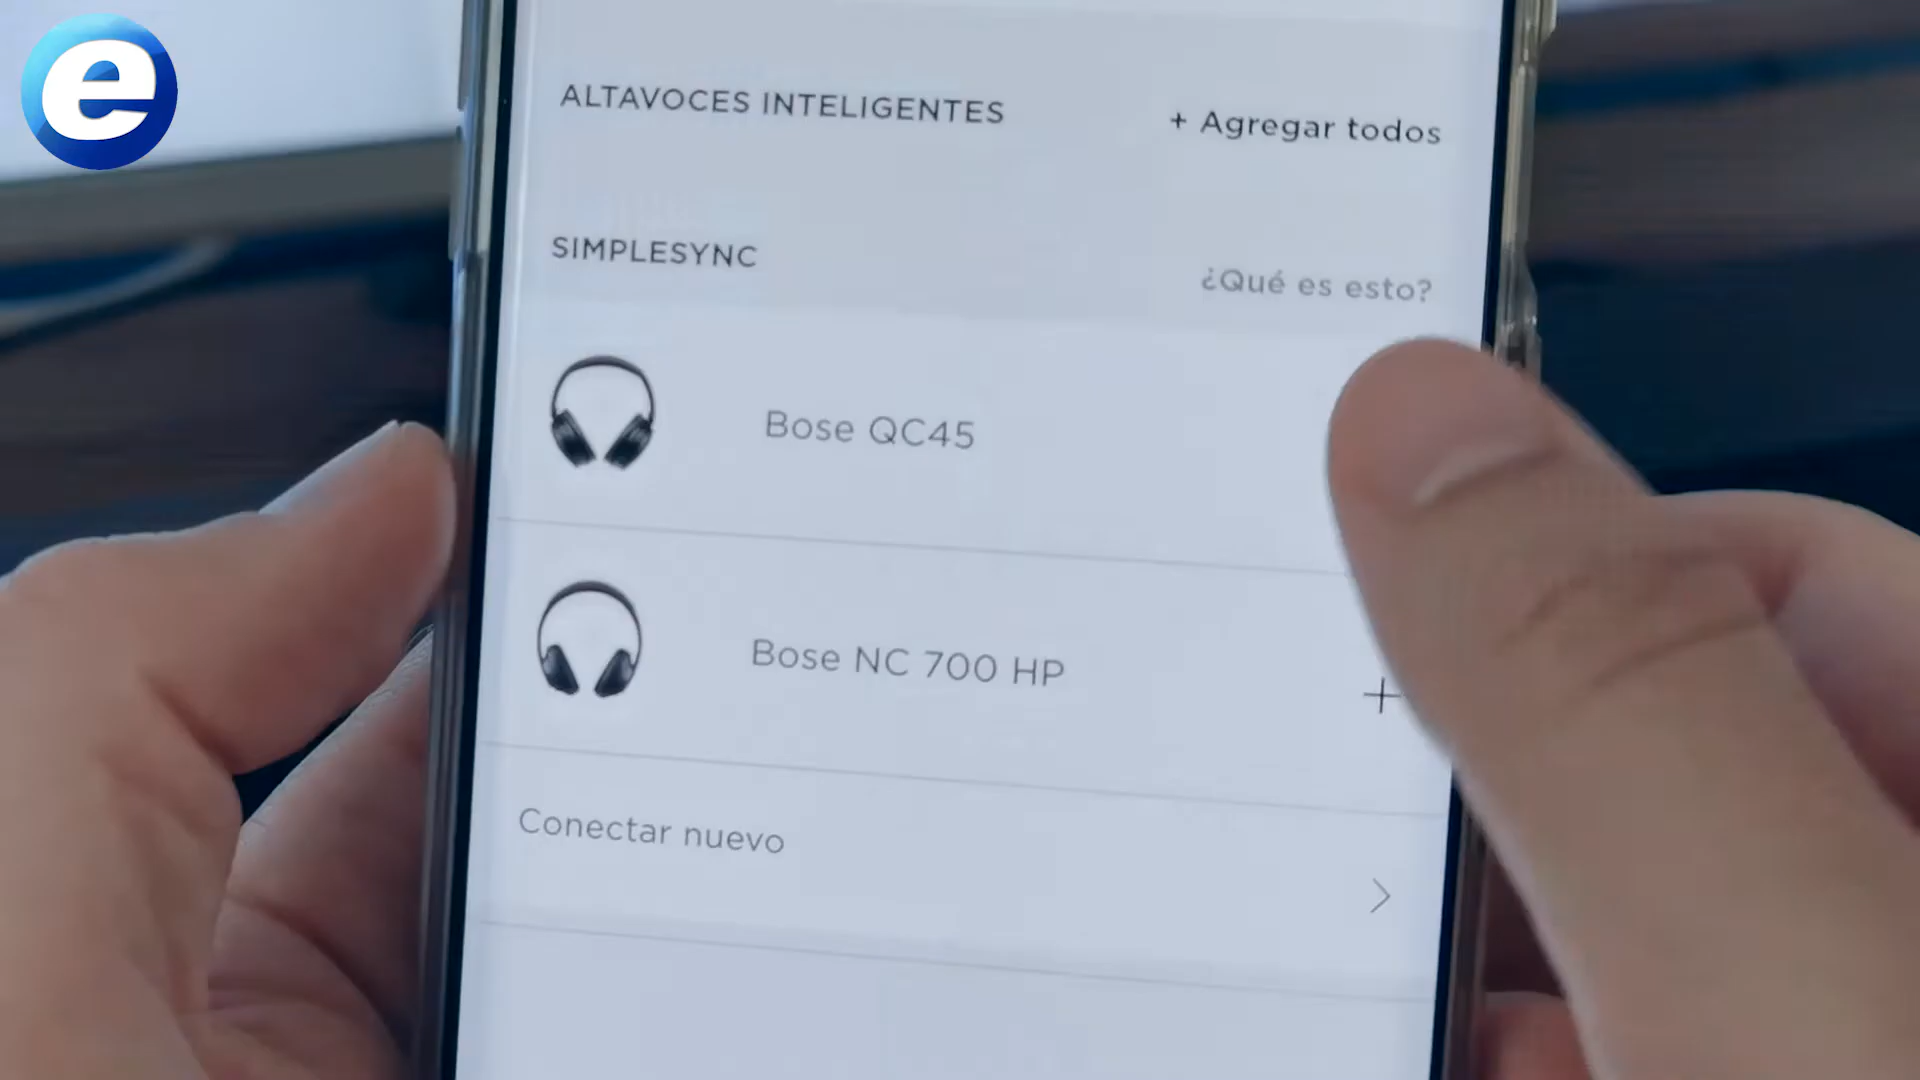 e
ALTAVOCES INTELIGENTES
+ Agregar todos
SIMPLESYNC
¿Qué es esto?
Bose QC45
Bose NC 700 HP
+
Conectar nuevo
>